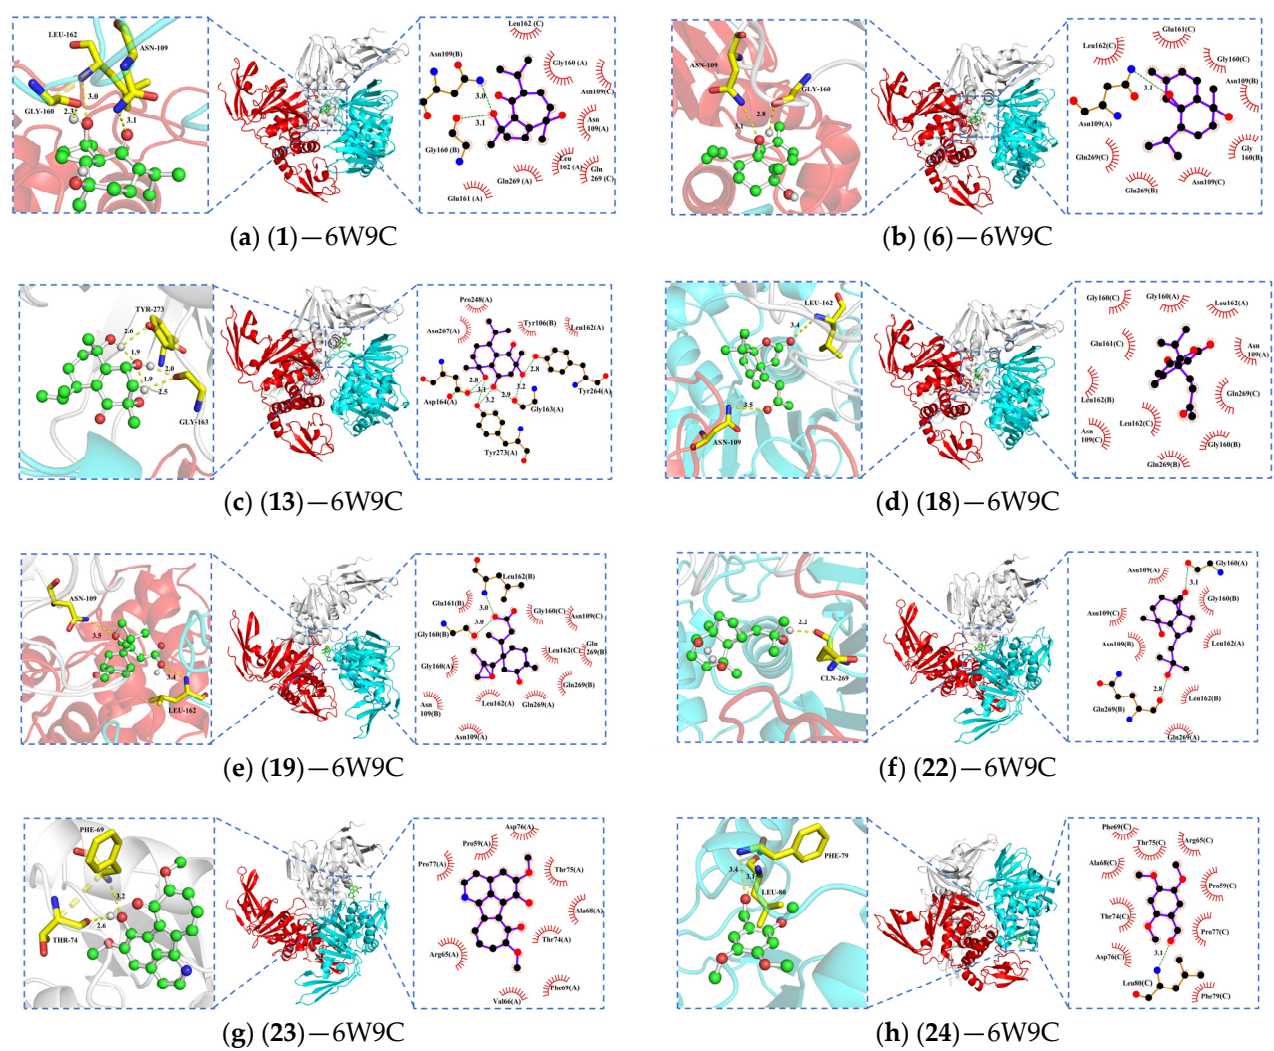 LEU-162
ASN-109
GLY-160
3.0
2.3
3.1
Leu162 (C)
Asn109(B)
Gly160 (A)
Asn109(C)
3.0
Asn
109(A)
3.1
Gly160 (B)
Leu
162 (A)
Gln
269 (C)
Gln269 (A)
Glu161 (A)
(a) (1)—6W9C
ASN-109
GLY-160
2.8
3.1
Glu161(C)
Leu162(C)
Gly160(C)
Asn109(B)
3.1
Asn109(A)
Gln269(C)
Gly
160(B)
Gln269(B)
Asn109(C)
(b) (6)—6W9C
TYR-273
2.6
1.9
2.0
1.9
2.5
GLY-163
Pro248(A)
Asn267(A)
Tyr106(B)
Leu162(A)
2.8
2.8
3.1
3.2
3.2
2.9
Asp164(A)
Tyr264(A)
Gly163(A)
Tyr273(A)
(c) (13)—6W9C
LEU-162
3.4
3.5
ASN-109
Gly160(C)
Gly160(A)
Leu162(A)
Glu161(C)
Asn
109(A)
Leu162(B)
Gln269(C)
Leu162(C)
Asn
109(C)
Gly160(B)
Gln269(B)
(d) (18)—6W9C
ASN-109
3.5
3.4
LEU-162
Leu162(B)
Glu161(B)
3.0
Gly160(C)
Asn109(C)
3.0
Gly160(B)
Leu162(C)
Gln
269(B)
Gly160(A)
Gln269(B)
Asn
109(B)
Leu162(A)
Gln269(A)
Asn109(A)
(e) (19)—6W9C
2.2
CLN-269
Gly160(A)
Asn109(A)
3.1
Gly160(B)
Asn109(C)
Asn109(B)
Leu162(A)
2.8
Gln269(B)
Leu162(B)
Gln269(A)
(f) (22)—6W9C
PHE-69
3.2
2.6
THR-74
Asp76(A)
Pro59(A)
Pro77(A)
Thr75(A)
Ala68(A)
Thr74(A)
Arg65(A)
Phe69(A)
Val66(A)
(g) (23)—6W9C
PHE-79
3.4
3.1
LEU-80
Phe69(C)
Thr75(C)
Arg65(C)
Ala68(C)
Pro59(C)
Thr74(C)
Pro77(C)
Asp76(C)
3.1
Leu80(C)
Phe79(C)
(h) (24)—6W9C